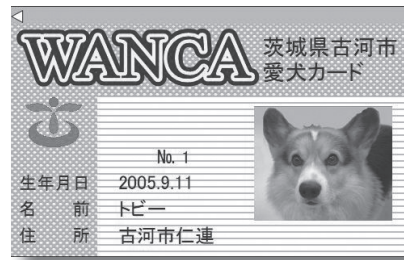 WANCA
茨城県古河市
愛犬カード
No. 1
生年月日 2005.9.11
名 前 トビー
住 所 古河市仁連